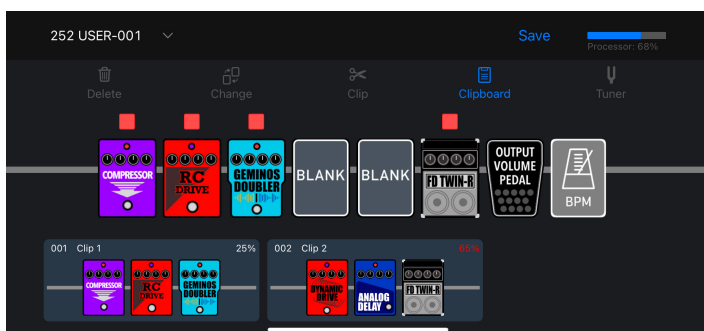 252 USER-001
Save
Processor: 68%
Delete
Change
Clip
Clipboard
Tuner
COMPRESSOR
RC
DRIVE
GEMINOS
DOUBLER
BLANK
BLANK
FD TWIN-R
OUTPUT
VOLUME
PEDAL
BPM
001 Clip 1
25%
002 Clip 2
65%
COMPRESSOR
RC
DRIVE
GEMINOS
DOUBLER
DYNAMIC
DRIVE
ANALOG
DELAY
FD TWIN-R